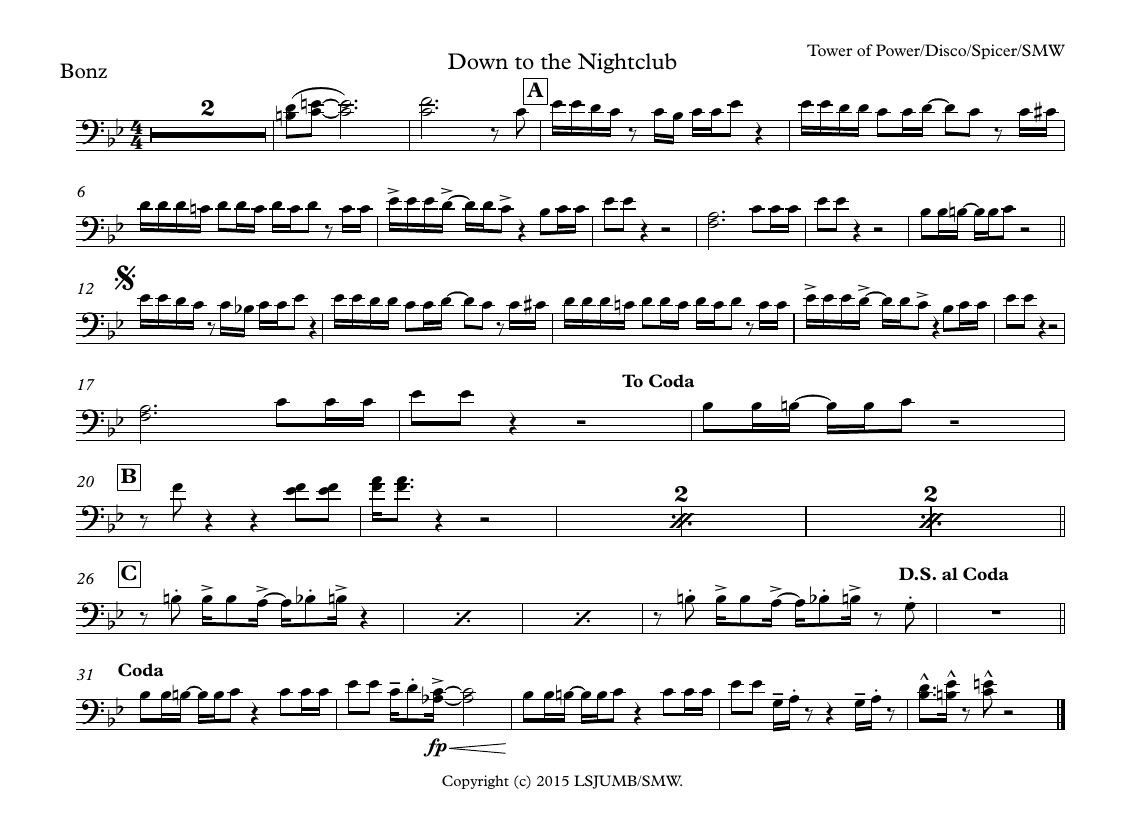 Tower of Power/Disco/Spicer/SMW
Down to the Nightclub
Bonz
2
A
6
12
17
To Coda
20
B
2
2
26
C
D.S. al Coda
31
Coda
fp
Copyright (c) 2015 LSJUMB/SMW.